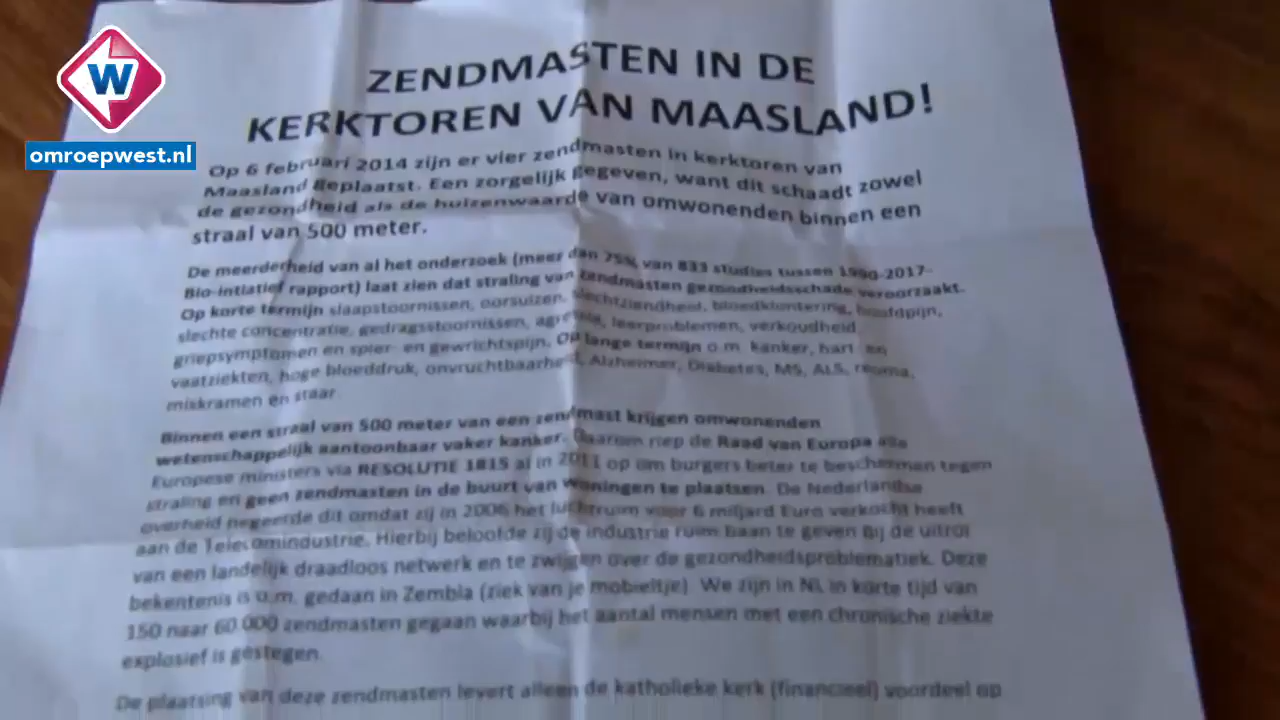 W
omroepwest.nl
ZENDMASTEN IN DE
KERKTOREN VAN MAASLAND!
Op 6 februari 2014 zijn er vier zendmasten in kerktoren van
Maasland geplaatst. Een zorgelijk gegeven, want dit schaadt zowel
de gezondheid als de huizenwaarde van omwonenden binnen een
straal van 500 meter.
De meerderheid van al het onderzoek (meer dan 75% van 833 studies tussen 1990-2017-
Bio-intiatief rapport) laat zien dat straling van zendmasten gezondheidsschade veroorzaakt.
Op korte termijn slaapstoornissen, oorsuizen, slechtziendheid, bloedklontering, hoofdpijn,
slechte concentratie, gedragsstoornissen, agressie, leerproblemen, verkoudheid
griepsymptomen en spier- en gewrichtspijn. Op lange termijn o.m. kanker, hart- en
vaatziekten, hoge bloeddruk, onvruchtbaarheid, Alzheimer, Diabetes, MS, ALS, reuma,
miskramen en staar.
Binnen een straal van 500 meter van een zendmast krijgen omwonenden
wetenschappelijk aantoonbaar vaker kanker. Daarom riep de Raad van Europa alle
Europese ministers via RESOLUTIE 1815 al in 2011 op om burgers beter te beschermen tegen
straling en geen zendmasten in de buurt van woningen te plaatsen. De Nederlandse
overheid negeerde dit omdat zij in 2006 het luchtruim voor 6 miljard Euro verkocht heeft
aan de Telecomindustrie. Hierbij beloofde zij de industrie ruim baan te geven bij de uitrol
van een landelijk draadloos netwerk en te zwijgen over de gezondheidsproblematiek. Deze
bekentenis is o.m. gedaan in Zembla (ziek van je mobieltje). We zijn in NL in korte tijd van
150 naar 60.000 zendmasten gegaan waarbij het aantal mensen met een chronische ziekte
explosief is gestegen.
De plaatsing van deze zendmasten levert alleen de katholieke kerk (financieel) voordeel op